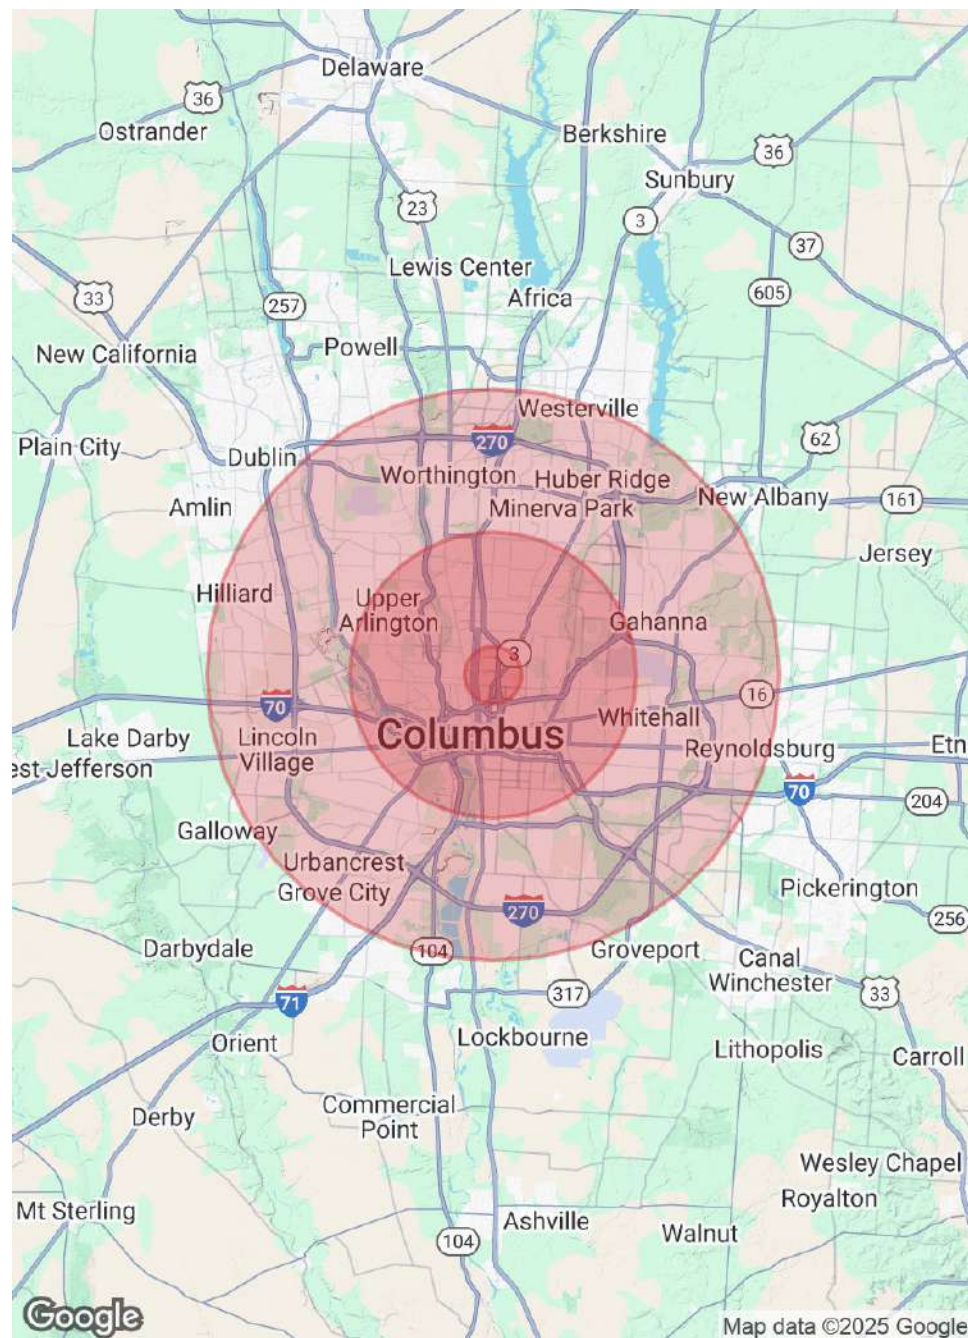 Delaware
36
Ostrander
Berkshire
36
Sunbury
23
3
37
Lewis Center
33
257
Africa
605
New California
Powell
Westerville
62
Plain City
270
Dublin
Worthington
Huber Ridge
New Albany
161
Amlin
Minerva Park
Jersey
Hilliard
Upper
Arlington
Gahanna
3
16
70
Whitehall
Lake Darby
Lincoln
Village
Columbus
Reynoldsburg
Etn
est Jefferson
70
204
Galloway
Urbancrest
Grove City
Pickerington
270
256
Darbydale
104
Groveport
Canal
Winchester
71
317
33
Orient
Lockbourne
Lithopolis
Carroll
Derby
Commercial
Point
Wesley Chapel
Mt Sterling
Royalton
Ashville
Walnut
104
Google
Map data ©2025 Google